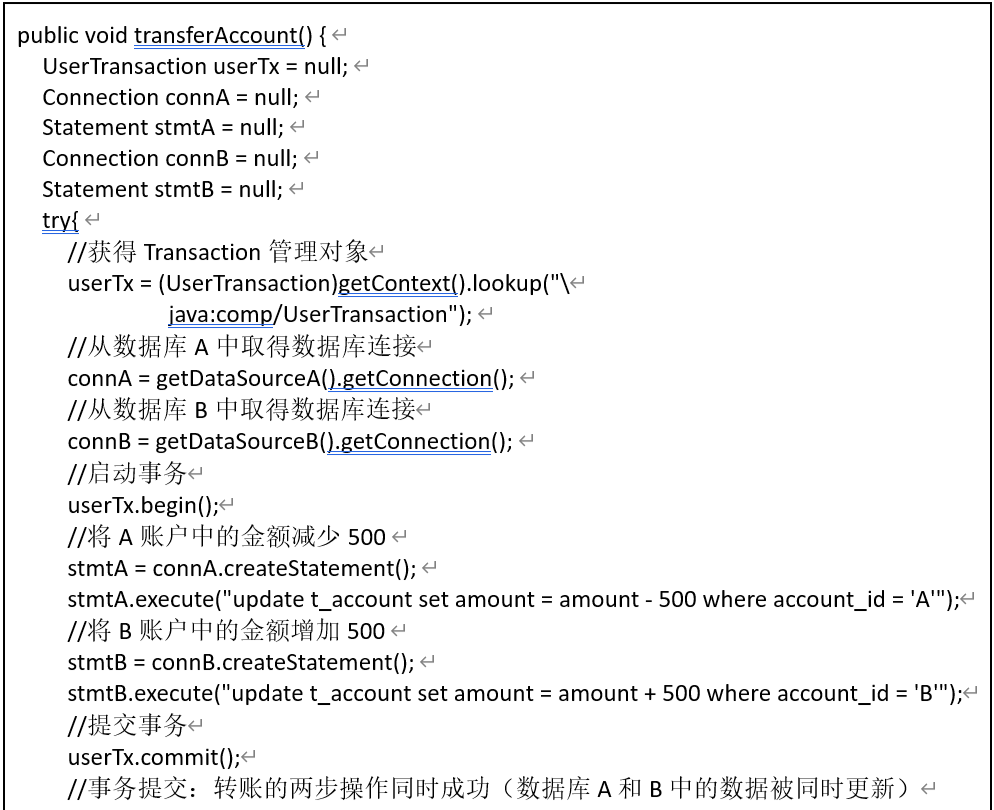 public void transferAccount() { ↵
UserTransaction userTx = null; ↵
Connection connA = null; ↵
Statement stmtA = null; ↵
Connection connB = null; ↵
Statement stmtB = null; ↵
try{ ↵
//获得 Transaction 管理对象↵
userTx = (UserTransaction)getContext().lookup("\↵
java:comp/UserTransaction"); ↵
//从数据库 A 中取得数据库连接↵
connA = getDataSourceA().getConnection(); ↵
//从数据库 B 中取得数据库连接↵
connB = getDataSourceB().getConnection(); ↵
//启动事务↵
userTx.begin();↵
//将 A 账户中的金额减少 500 ↵
stmtA = connA.createStatement(); ↵
stmtA.execute("update t_account set amount = amount - 500 where account_id = 'A'");↵
//将 B 账户中的金额增加 500 ↵
stmtB = connB.createStatement(); ↵
stmtB.execute("update t_account set amount = amount + 500 where account_id = 'B'");↵
//提交事务↵
userTx.commit();↵
//事务提交：转账的两步操作同时成功（数据库 A 和 B 中的数据被同时更新）↵